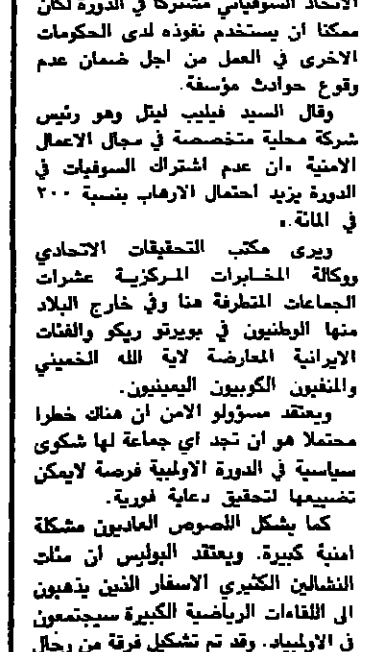 الاتحاد السوفياتي مشتركا في الدورة لكان
ممكنا ان يستخدم نفوذه لدى الحكومات
الاخرى في العمل من اجل ضمان عدم
وقوع حوادث مؤسفة.
وقال السيد فيليب ليتل وهو رئيس
شركة محلية متخصصة في مجال الاعمال
الامنية «ان عدم اشتراك السوفيات في
الدورة يزيد احتمال الارهاب بنسبة ٢٠٠
في المائة.»
ويرى مكتب التحقيقات الاتحادي
ووكالة المخابرات المركزية عشرات
الجماعات المتطرفة هنا وفي خارج البلاد
منها الوطنيون في بويرتو ريكو والفئات
الايرانية المعارضة لاية الله الخميني
والمنفيون الكوبيون اليمينيون.
ويعتقد مسؤولو الامن ان هناك خطرا
محتملا هو ان تجد اي جماعة لها شكوى
سياسية في الدورة الاولمبية فرصة لايمكن
تضييعها لتحقيق دعاية فورية.
كما يشكل اللصوص العاديون مشكلة
امنية كبيرة. ويعتقد البوليس ان مئات
النشالين الكثيري الاسفار الذين يذهبون
الى اللقاءات الرياضية الكبيرة سيجتمعون
في الاولمبياد. وقد تم تشكيل فرقة من رجال